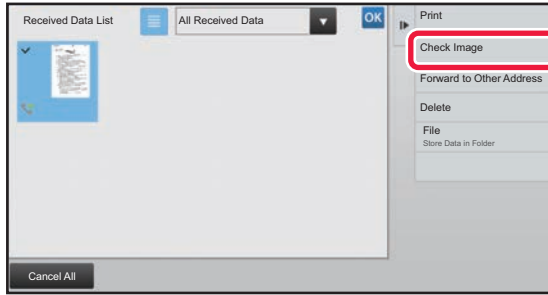 Received Data List
All Received Data
OK
Print
Check Image
Forward to Other Address
Delete
File
Store Data in Folder
Cancel All